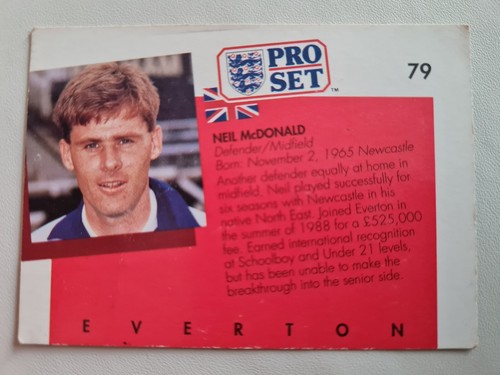 PRO
SET
TM
79
NEIL McDONALD
Defender/Midfield
Born: November 2, 1965 Newcastle
Another defender equally at home in
midfield, Neil played successfully for
six seasons with Newcastle in his
native North East. Joined Everton in
the summer of 1988 for a £525,000
fee. Earned international recognition
at Schoolboy and Under 21 levels,
but has been unable to make the
breakthrough into the senior side.
EVERTON